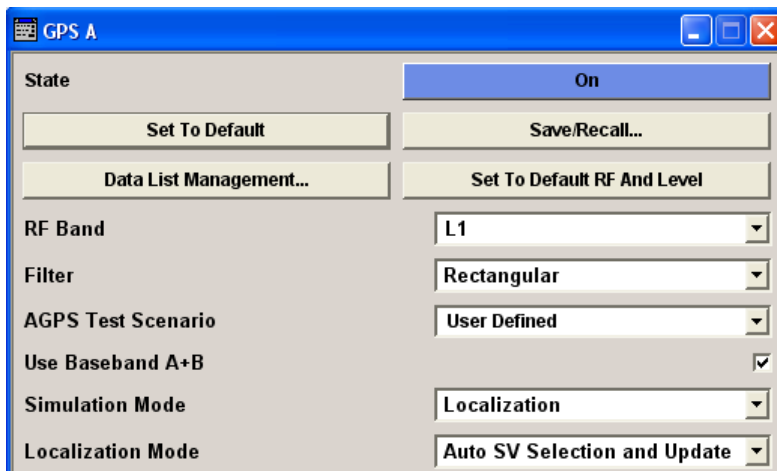 GPS A
State On
Set To Default Save/Recall...
Data List Management... Set To Default RF And Level
RF Band L1
Filter Rectangular
AGPS Test Scenario User Defined
Use Baseband A+B
Simulation Mode Localization
Localization Mode Auto SV Selection and Update